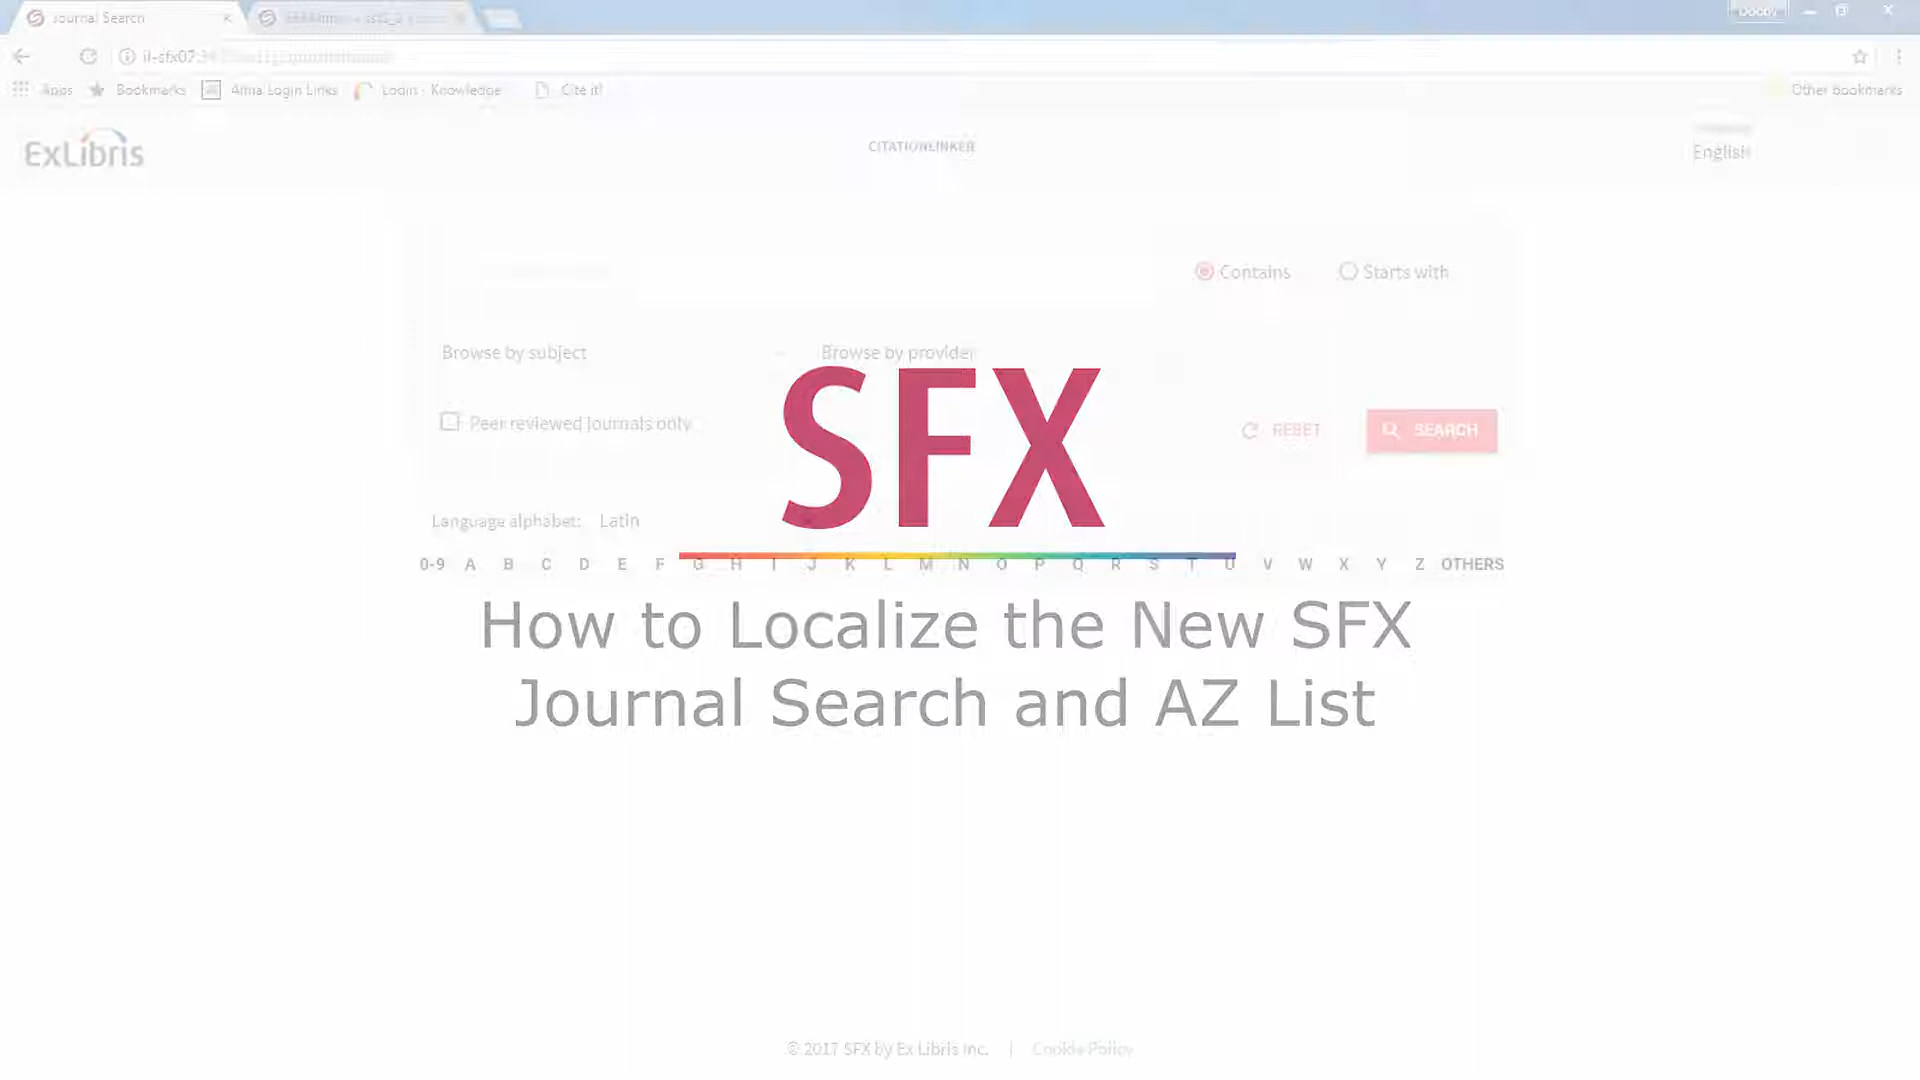 Journal Search
il-sfx07:
Apps Bookmarks Alma Login Links Login - Knowledge Cite it! Other bookmarks
ExLibris CITATIONLINKER English
Contains Starts with
Browse by subject Browse by provider
SFX
Peer reviewed journals only RESET SEARCH
Language alphabet: Latin
0-9 A B C D E F G H I J K L M N O P Q R S T U V W X Y Z OTHERS
How to Localize the New SFX
Journal Search and AZ List
© 2017 SFX by Ex Libris Inc. | Cookie Policy